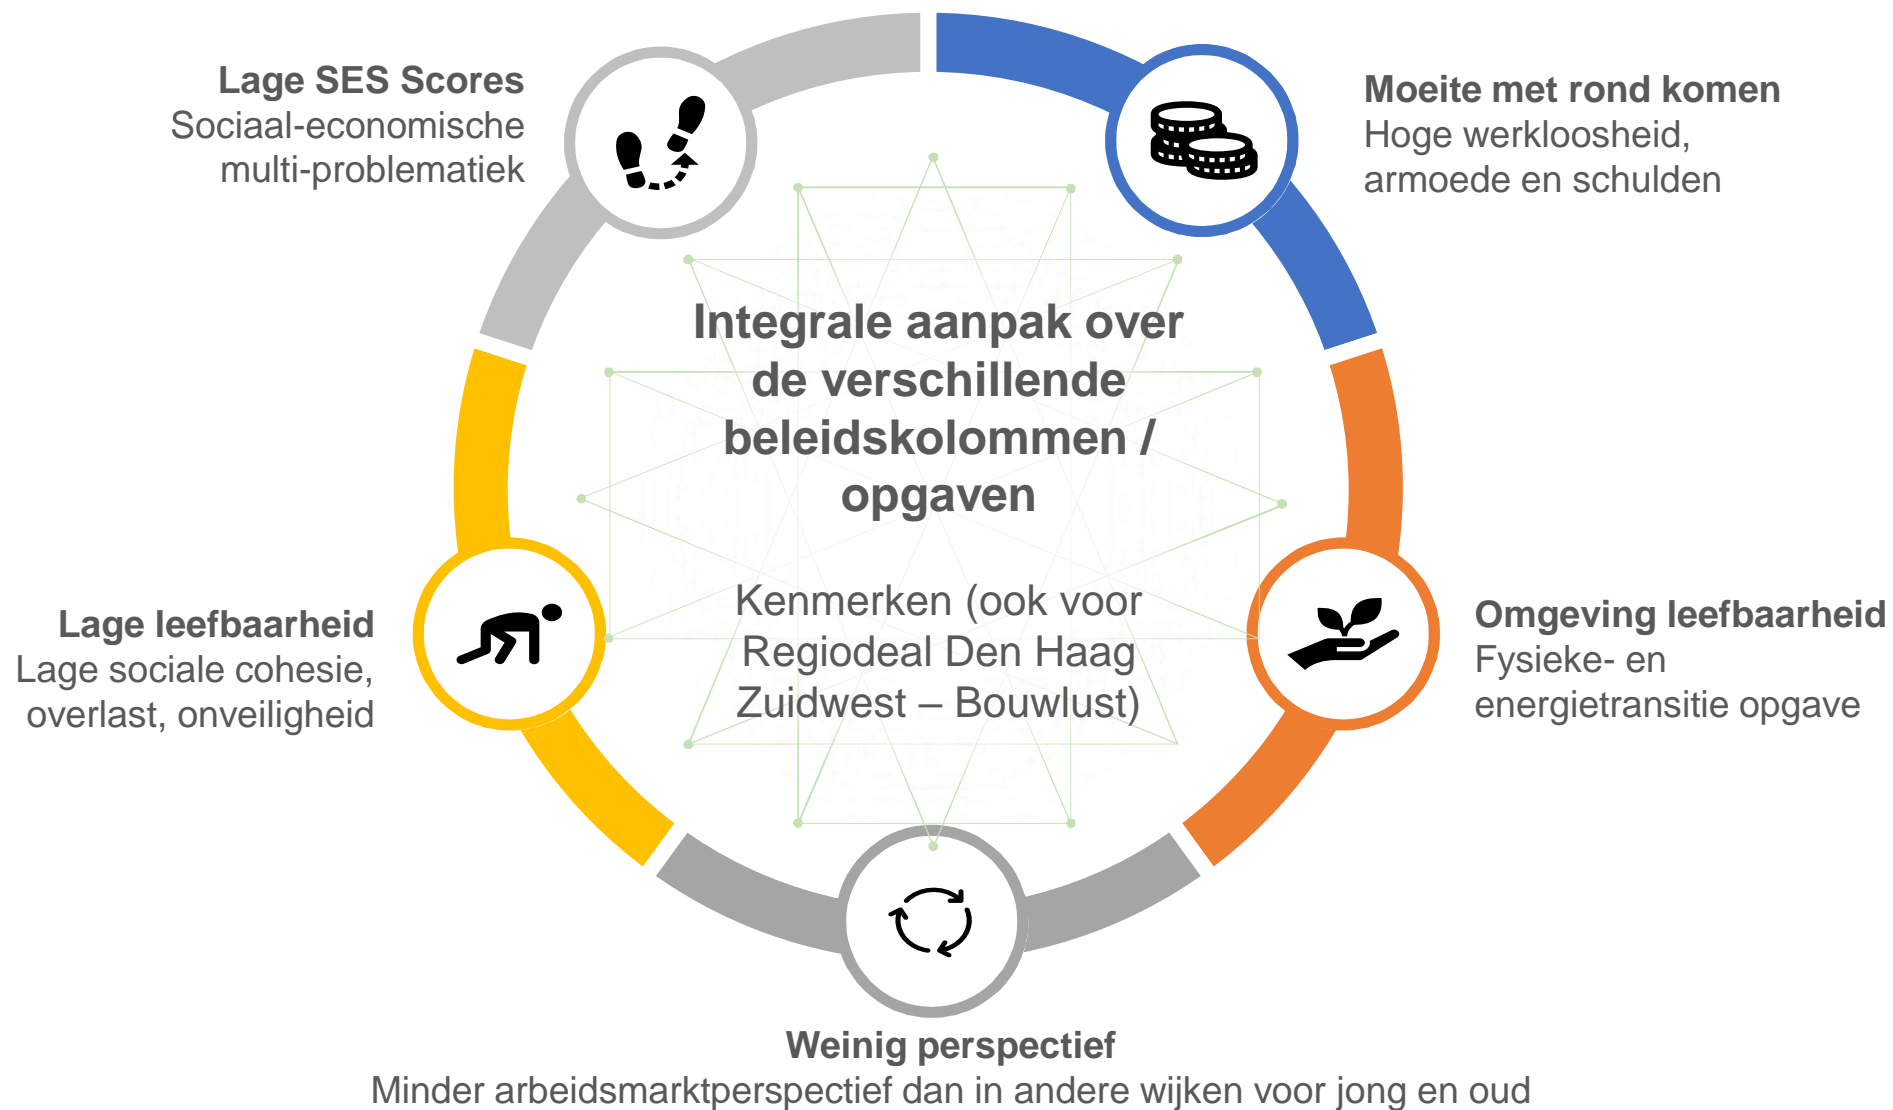 Lage SES Scores
Sociaal-economische
multi-problematiek
Moeite met rond komen
Hoge werkloosheid,
armoede en schulden
Integrale aanpak over
de verschillende
beleidskolommen /
opgaven
Kenmerken (ook voor
Regiodeal Den Haag
Zuidwest – Bouwlust)
Lage leefbaarheid
Lage sociale cohesie,
overlast, onveiligheid
Omgeving leefbaarheid
Fysieke- en
energietransitie opgave
Weinig perspectief
Minder arbeidsmarktperspectief dan in andere wijken voor jong en oud